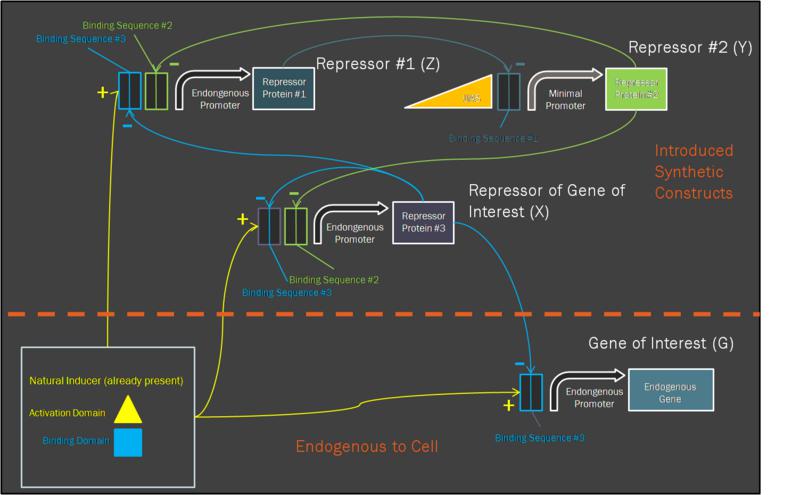 Binding Sequence #2
Binding Sequence #3
Repressor #1 (Z)
Repressor #2 (Y)
-
-
-
+
Endongenous
Promoter
Repressor
Protein #1
UAS
Minimal
Promoter
Repressor
Protein#2
-
Binding Sequence #1
Introduced
Synthetic
Constructs
Repressor of Gene of
Interest (X)
-
-
+
Endongenous
Promoter
Repressor
Protein #3
Binding Sequence #2
Binding Sequence #3
Gene of Interest (G)
Natural Inducer (already present)
Activation Domain
Binding Domain
-
+
Endongenous
Promoter
Endogenous
Gene
Binding Sequence #3
Endogenous to Cell